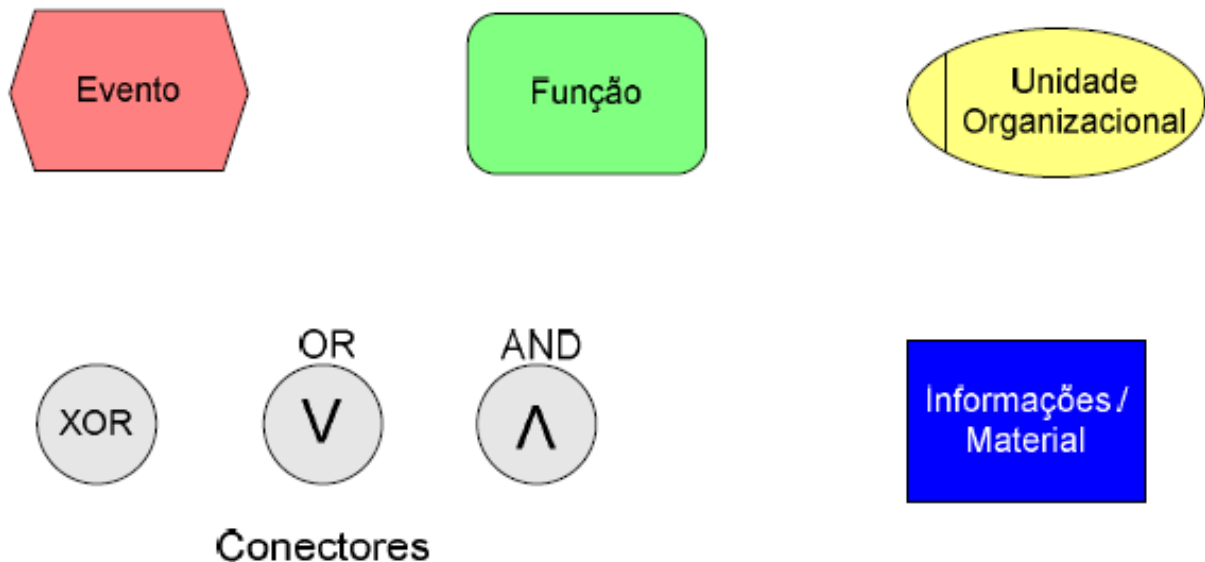 Evento
Função
Unidade
Organizacional
OR
AND
XOR
V
Λ
Informações /
Material
Conectores